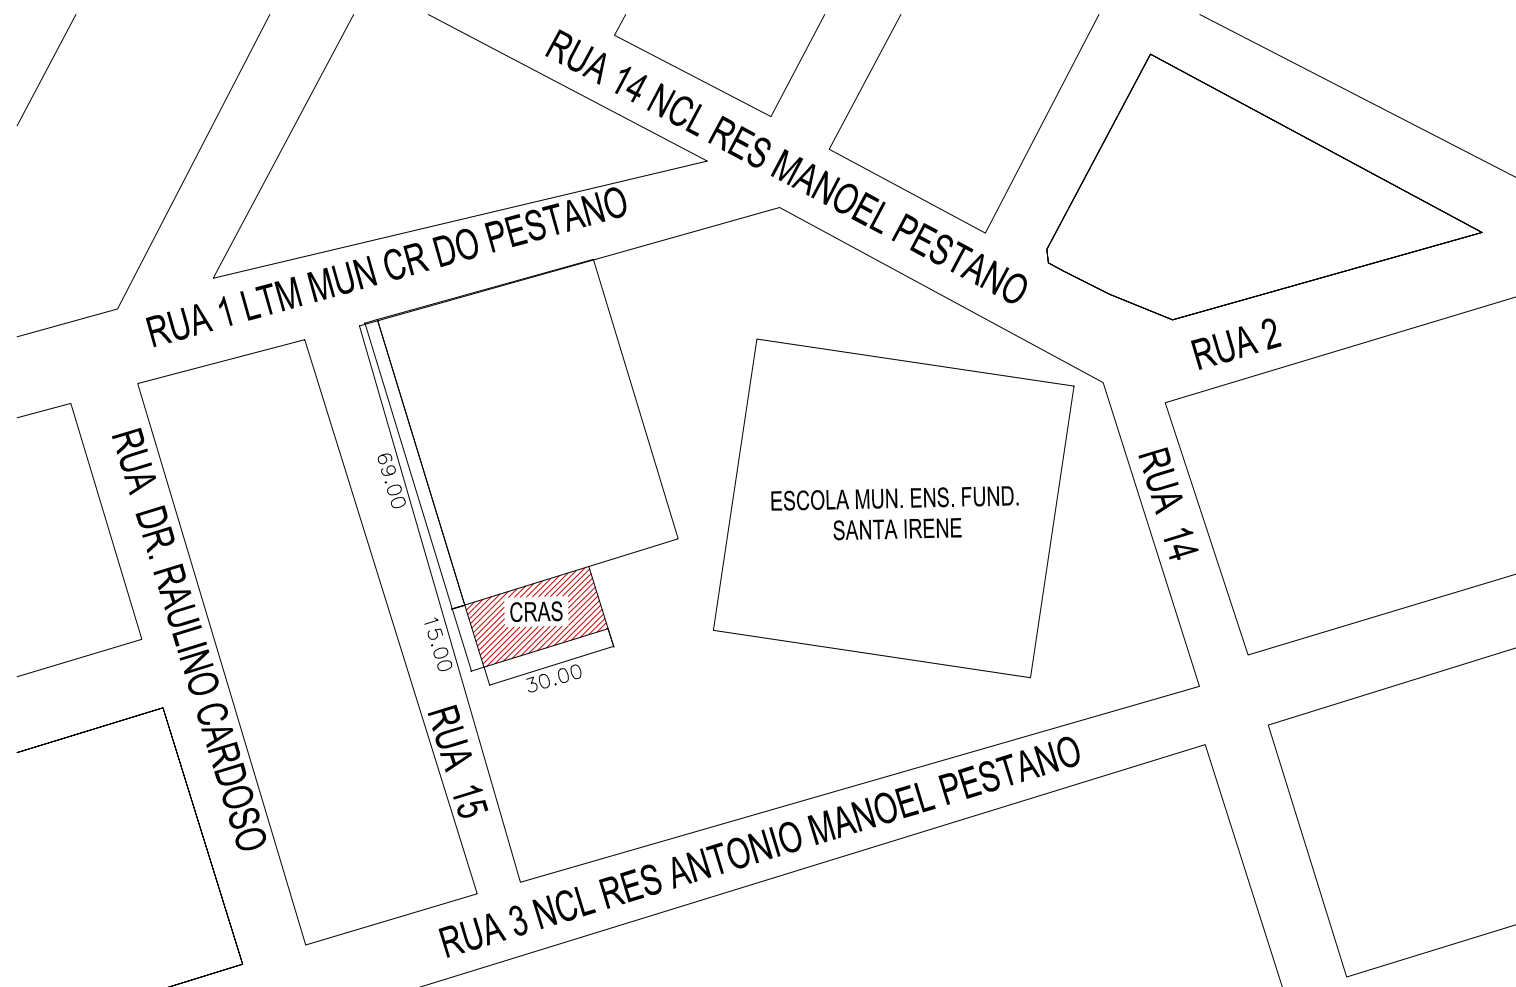 RUA 14 NCL RES MANOEL PESTANO
RUA 1 LTM MUN CR DO PESTANO
RUA 2
RUA DR. RAULINO CARDOSO
69.00
ESCOLA MUN. ENS. FUND.
SANTA IRENE
RUA 14
CRAS
15.00
30.00
RUA 15
RUA 3 NCL RES ANTONIO MANOEL PESTANO